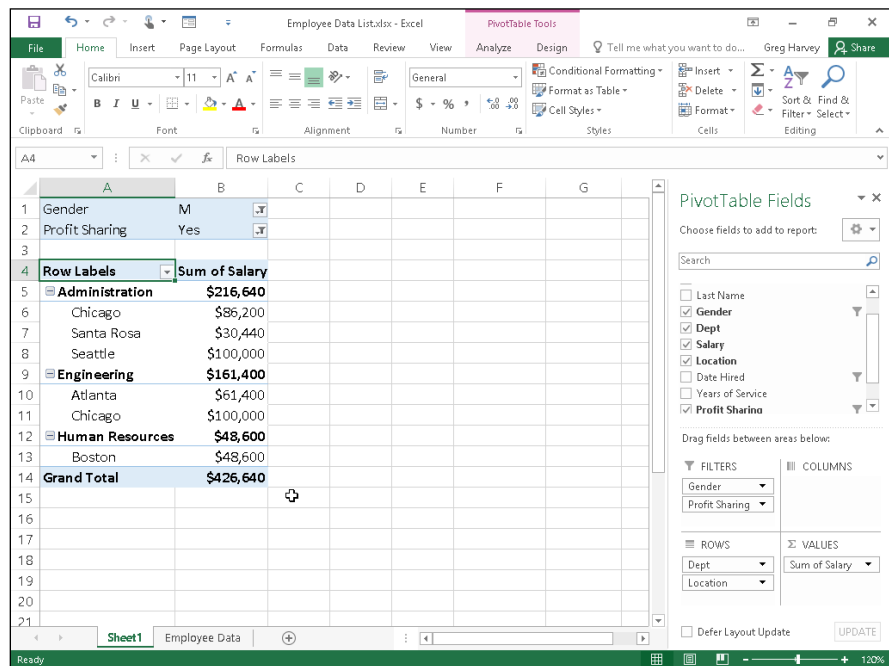 Employee Data List.xlsx - Excel
PivotTable Tools
File Home Insert Page Layout Formulas Data Review View Analyze Design Tell me what you want to do... Greg Harvey Share
Paste
Calibri 11 A A
B I U A
General
$ % , .0 .00 .00 .0
Conditional Formatting
Format as Table
Cell Styles
Insert
Delete
Format
Σ
A Z
Sort & Filter
Find & Select
Clipboard Font Alignment Number Styles Cells Editing
A4 fx Row Labels
A B C D E F G
1 Gender M
2 Profit Sharing Yes
3
4 Row Labels Sum of Salary
5 Administration $216,640
6 Chicago $86,200
7 Santa Rosa $30,440
8 Seattle $100,000
9 Engineering $161,400
10 Atlanta $61,400
11 Chicago $100,000
12 Human Resources $48,600
13 Boston $48,600
14 Grand Total $426,640
15
16
17
18
19
20
21
PivotTable Fields
Choose fields to add to report:
Search
Last Name
Gender
Dept
Salary
Location
Date Hired
Years of Service
Profit Sharing
Drag fields between areas below:
FILTERS
Gender
Profit Sharing
COLUMNS
ROWS
Dept
Location
Σ VALUES
Sum of Salary
Defer Layout Update UPDATE
Sheet1 Employee Data
Ready 120%